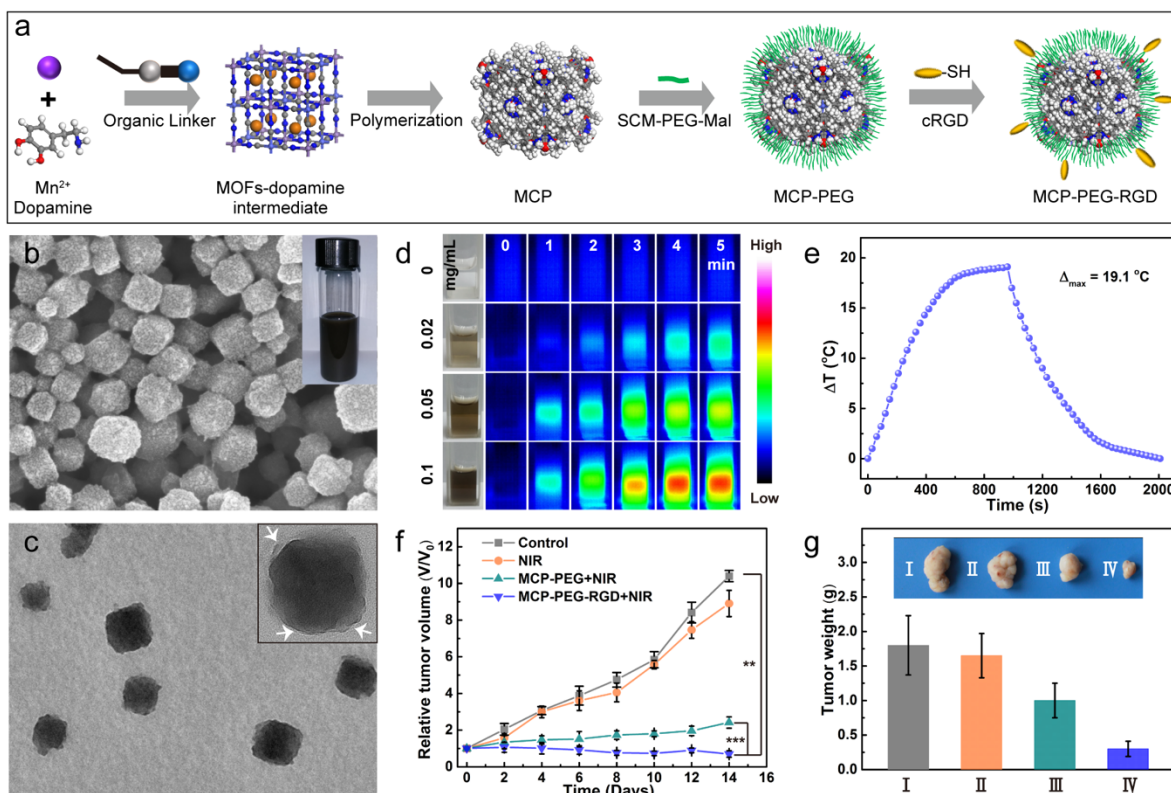 a
Mn²⁺
Dopamine
+
Organic Linker
MOFs-dopamine
intermediate
Polymerization
MCP
SCM-PEG-Mal
MCP-PEG
-SH
cRGD
MCP-PEG-RGD
b
c
d
mg/mL
0
0.02
0.05
0.1
0 1 2 3 4 5
min
High
Low
e
Δmax = 19.1 °C
ΔT (°C)
20
15
10
5
0
0 400 800 1200 1600 2000
Time (s)
f
Control
NIR
MCP-PEG+NIR
MCP-PEG-RGD+NIR
**
***
Relative tumor volume (V/V₀)
12
10
8
6
4
2
0
0 2 4 6 8 10 12 14 16
Time (Days)
g
Ⅰ Ⅱ Ⅲ Ⅳ
Tumor weight (g)
3.0
2.5
2.0
1.5
1.0
0.5
0.0
Ⅰ Ⅱ Ⅲ Ⅳ